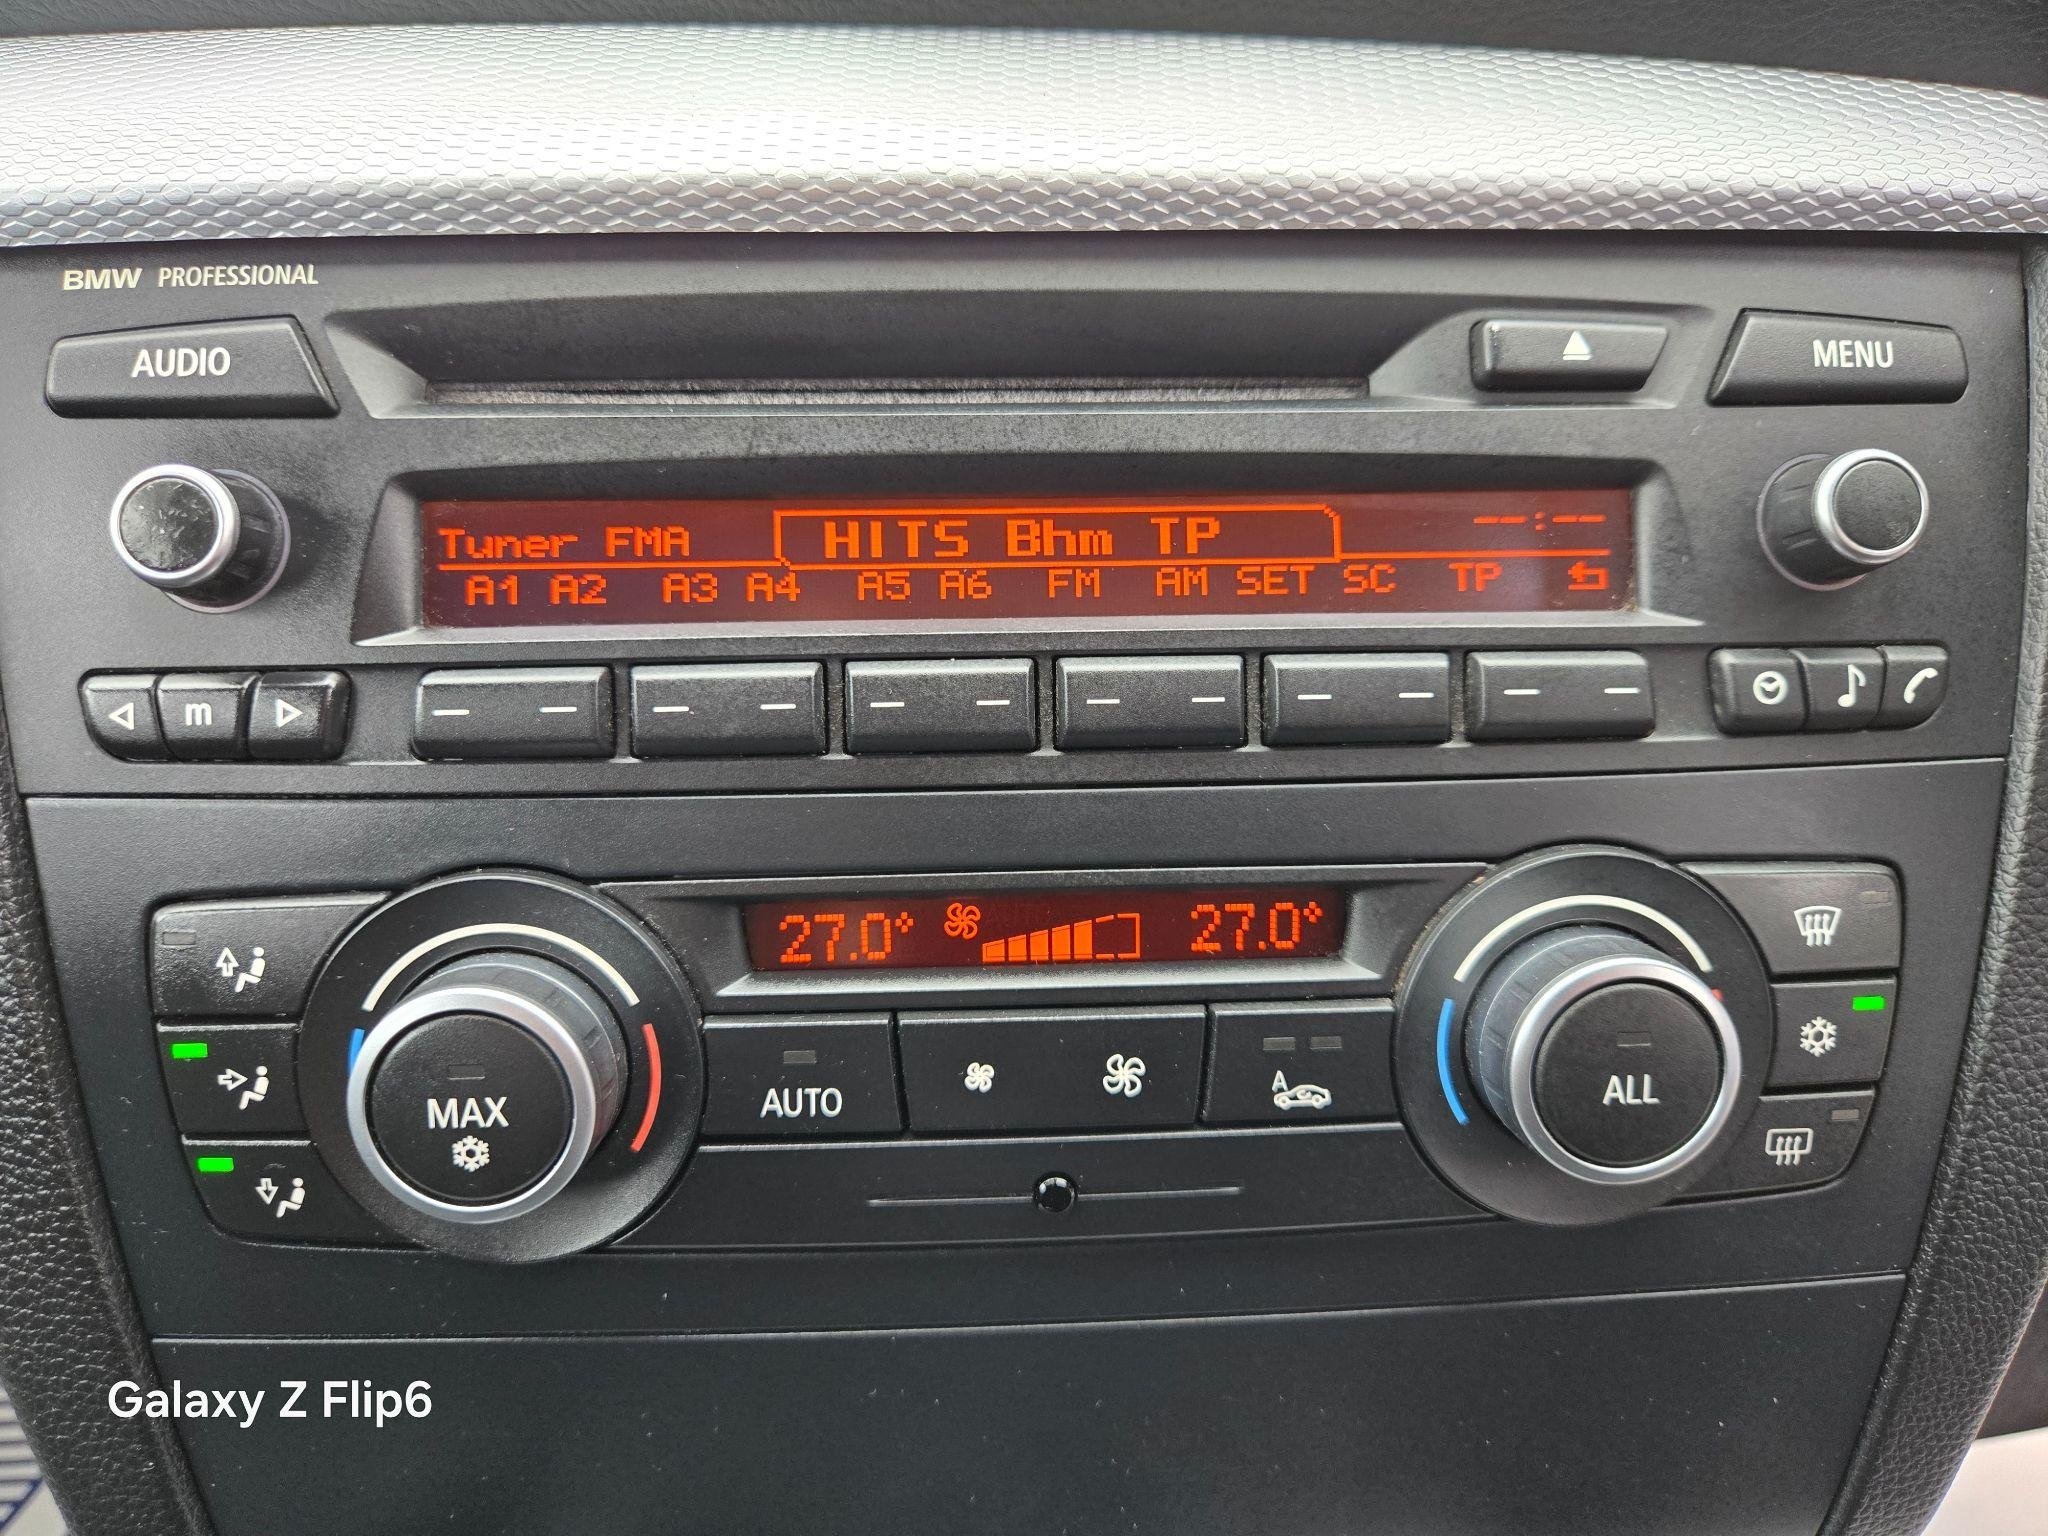 BMW PROFESSIONAL
AUDIO
MENU
Tuner FMA HITS Bhm TP --:--
A1 A2 A3 A4 A5 A6 FM AM SET SC TP
m
27.0° AUTO 27.0°
MAX
AUTO
A
ALL
Galaxy Z Flip6